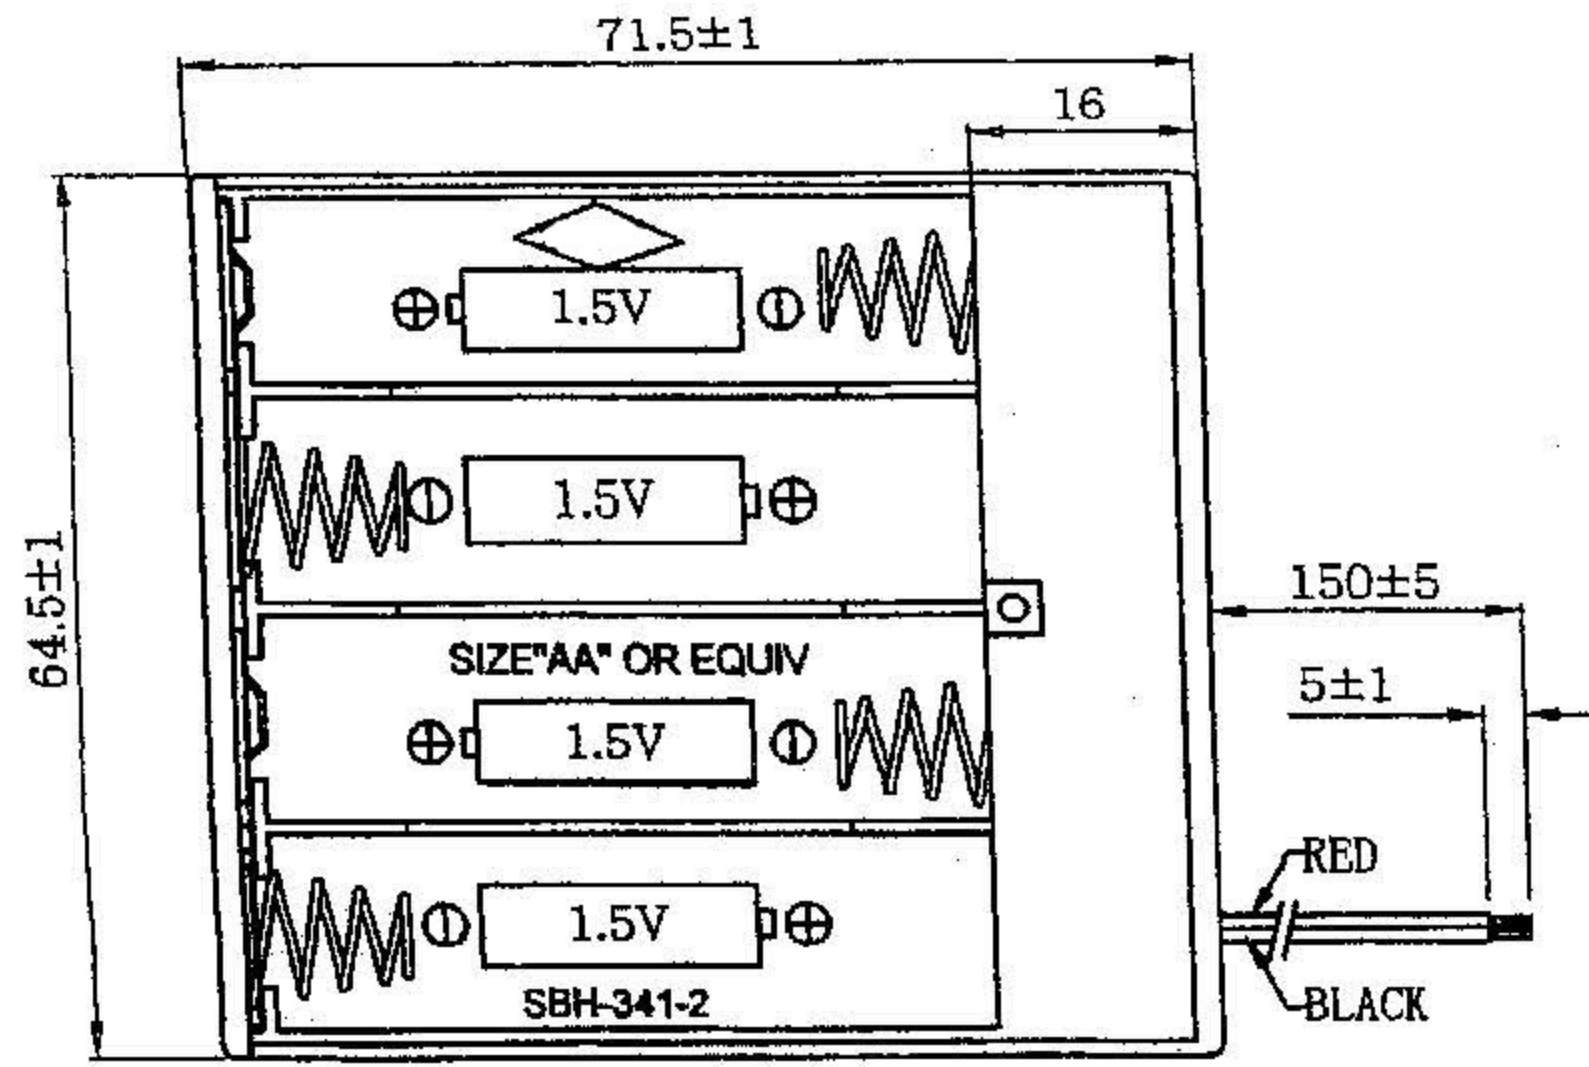 71.5±1
16
1.5V
1.5V
64.5±1
150±5
SIZE"AA" OR EQUIV
5±1
1.5V
RED
1.5V
SBH-341-2
BLACK